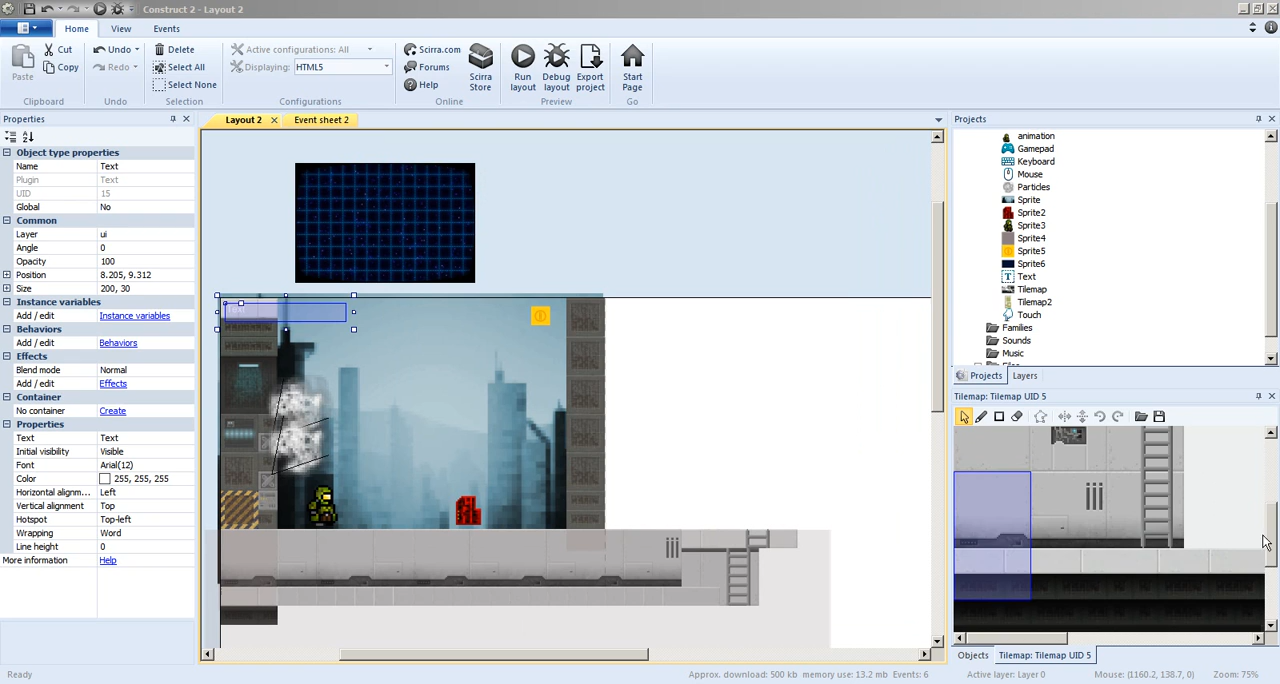 Construct 2 - Layout 2
Home View Events
Paste Cut Copy Clipboard
Undo Redo Undo
Delete Select All Select None Selection
Active configurations: All
Displaying: HTML5
Configurations
Scirra.com Forums Help Scirra Store Online
Run layout Debug layout Export project Preview
Start Page Go
Properties
Layout 2 Event sheet 2
Projects
Object type properties
Name Text
Plugin Text
UID 15
Global No
Common
Layer ui
Angle 0
Opacity 100
Position 8.205, 9.312
Size 200, 30
Instance variables
Add / edit Instance variables
Behaviors
Add / edit Behaviors
Effects
Blend mode Normal
Add / edit Effects
Container
No container Create
Properties
Text Text
Initial visibility Visible
Font Arial(12)
Color 255, 255, 255
Horizontal alignm... Left
Vertical alignment Top
Hotspot Top-left
Wrapping Word
Line height 0
More information Help
Text
animation
Gamepad
Keyboard
Mouse
Particles
Sprite
Sprite2
Sprite3
Sprite4
Sprite5
Sprite6
Text
Tilemap
Tilemap2
Touch
Families
Sounds
Music
Projects Layers
Tilemap: Tilemap UID 5
Objects Tilemap: Tilemap UID 5
Ready
Approx. download: 500 kb memory use: 13.2 mb Events: 6 Active layer: Layer 0 Mouse: (1160.2, 138.7, 0) Zoom: 75%